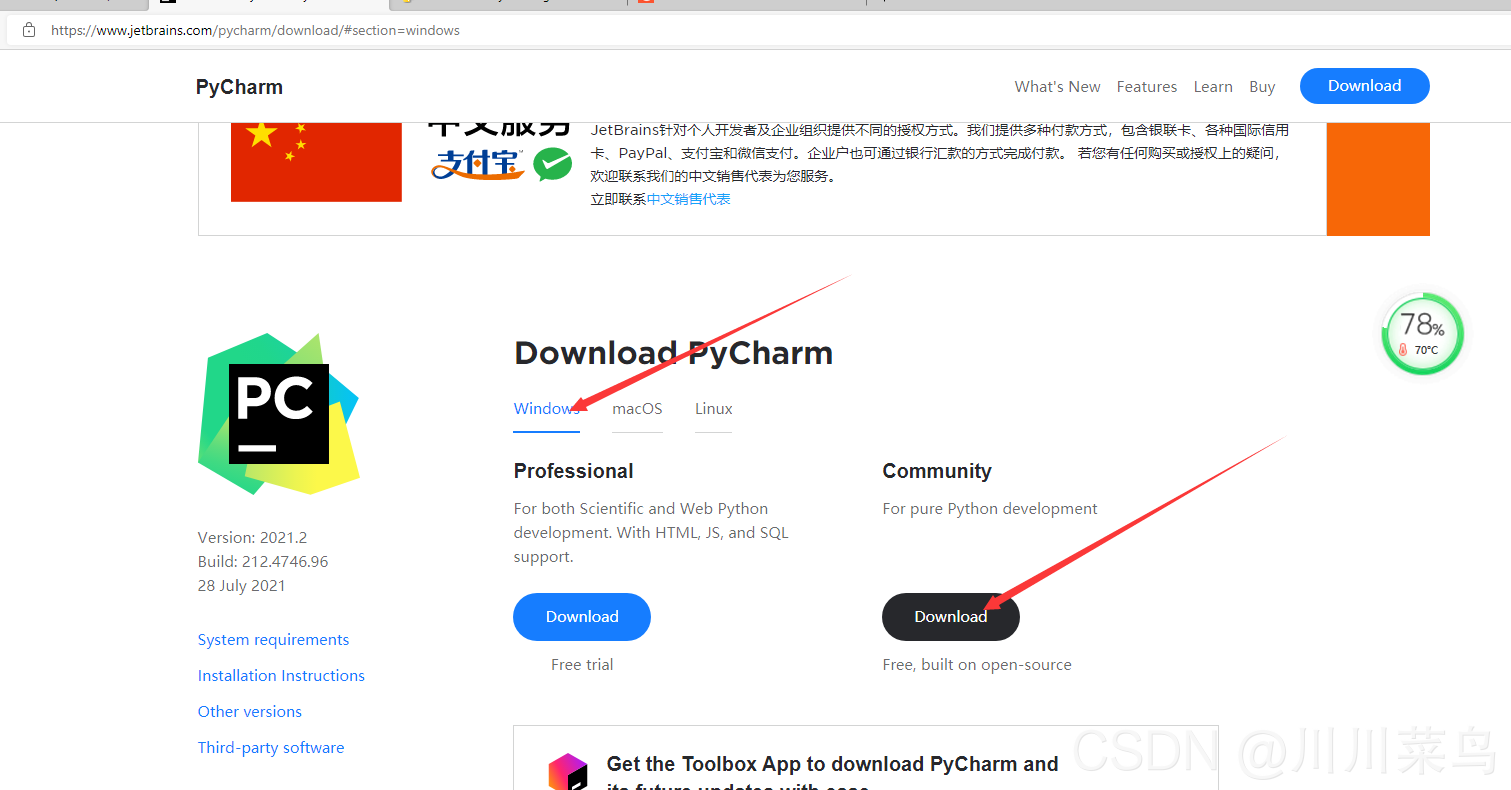 https://www.jetbrains.com/pycharm/download/#section=windows
PyCharm
What's New
Features
Learn
Buy
Download
中文服务
支付宝
JetBrains针对个人开发者及企业组织提供不同的授权方式。我们提供多种付款方式，包含银联卡、各种国际信用
卡、PayPal、支付宝和微信支付。企业户也可通过银行汇款的方式完成付款。 若您有任何购买或授权上的疑问，
欢迎联系我们的中文销售代表为您服务。
立即联系中文销售代表
78%
70°C
PC
Download PyCharm
Windows
macOS
Linux
Professional
For both Scientific and Web Python
development. With HTML, JS, and SQL
support.
Download
Free trial
Community
For pure Python development
Download
Free, built on open-source
Version: 2021.2
Build: 212.4746.96
28 July 2021
System requirements
Installation Instructions
Other versions
Third-party software
Get the Toolbox App to download PyCharm and
its future updates with ease
CSDN @川川菜鸟